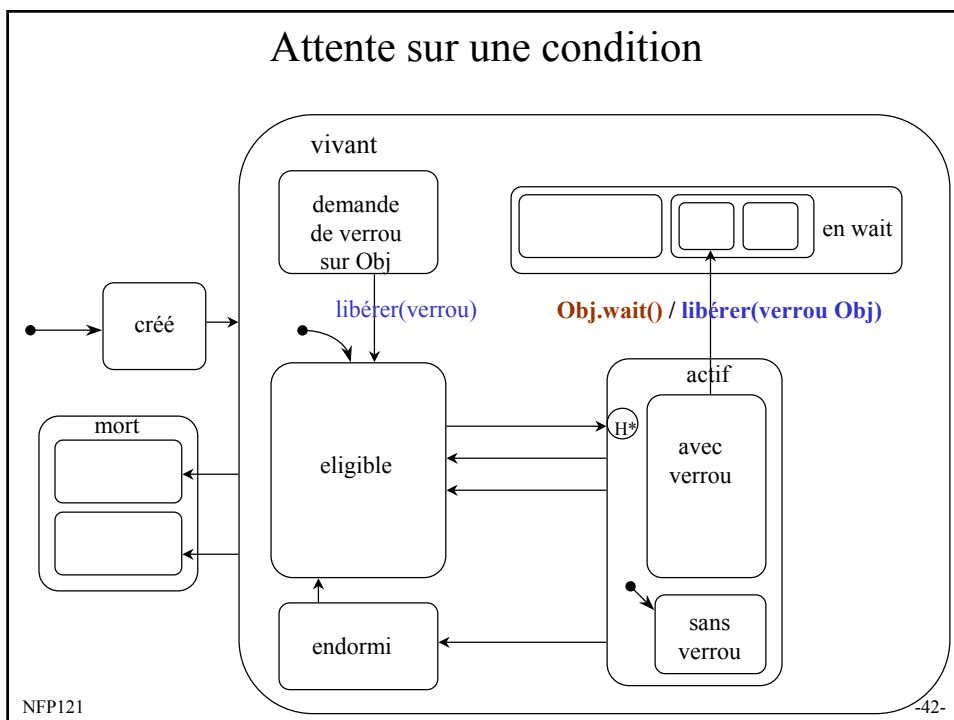 Attente sur une condition
vivant
demande
de verrou
sur Obj
en wait
libérer(verrou)
Obj.wait() / libérer(verrou Obj)
créé
actif
mort
H*
avec
verrou
eligible
sans
verrou
endormi
NFP121
-42-